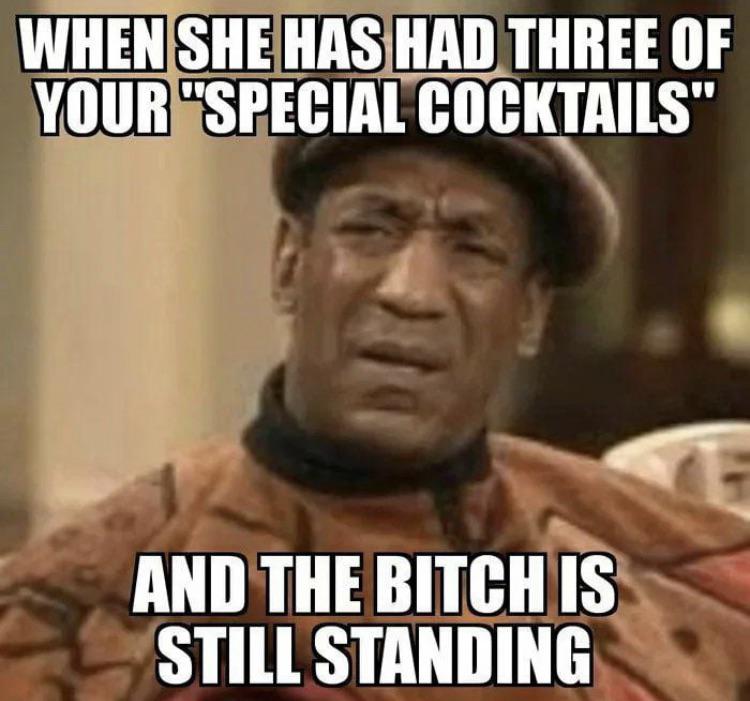 WHEN SHE HAS HAD THREE OF
YOUR "SPECIAL COCKTAILS"
AND THE BITCH IS
STILL STANDING